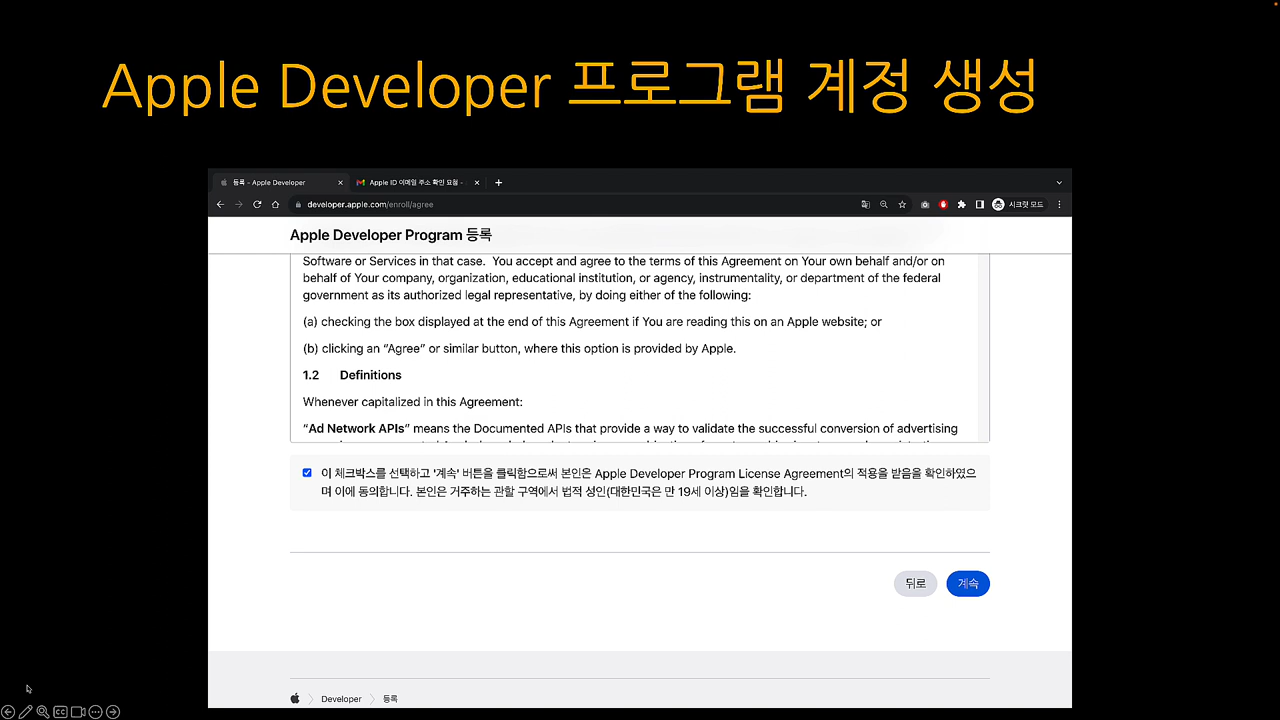 Apple Developer 프로그램 계정 생성
등록 - Apple Developer
Apple ID 이메일 주소 확인 요청 -
developer.apple.com/enroll/agree
시크릿 모드
Apple Developer Program 등록
Software or Services in that case. You accept and agree to the terms of this Agreement on Your own behalf and/or on
behalf of Your company, organization, educational institution, or agency, instrumentality, or department of the federal
government as its authorized legal representative, by doing either of the following:
(a) checking the box displayed at the end of this Agreement if You are reading this on an Apple website; or
(b) clicking an “Agree” or similar button, where this option is provided by Apple.
1.2 Definitions
Whenever capitalized in this Agreement:
“Ad Network APIs” means the Documented APIs that provide a way to validate the successful conversion of advertising
이 체크박스를 선택하고 '계속' 버튼을 클릭함으로써 본인은 Apple Developer Program License Agreement의 적용을 받음을 확인하였으
며 이에 동의합니다. 본인은 거주하는 관할 구역에서 법적 성인(대한민국은 만 19세 이상)임을 확인합니다.
뒤로
계속
Developer
등록
CC